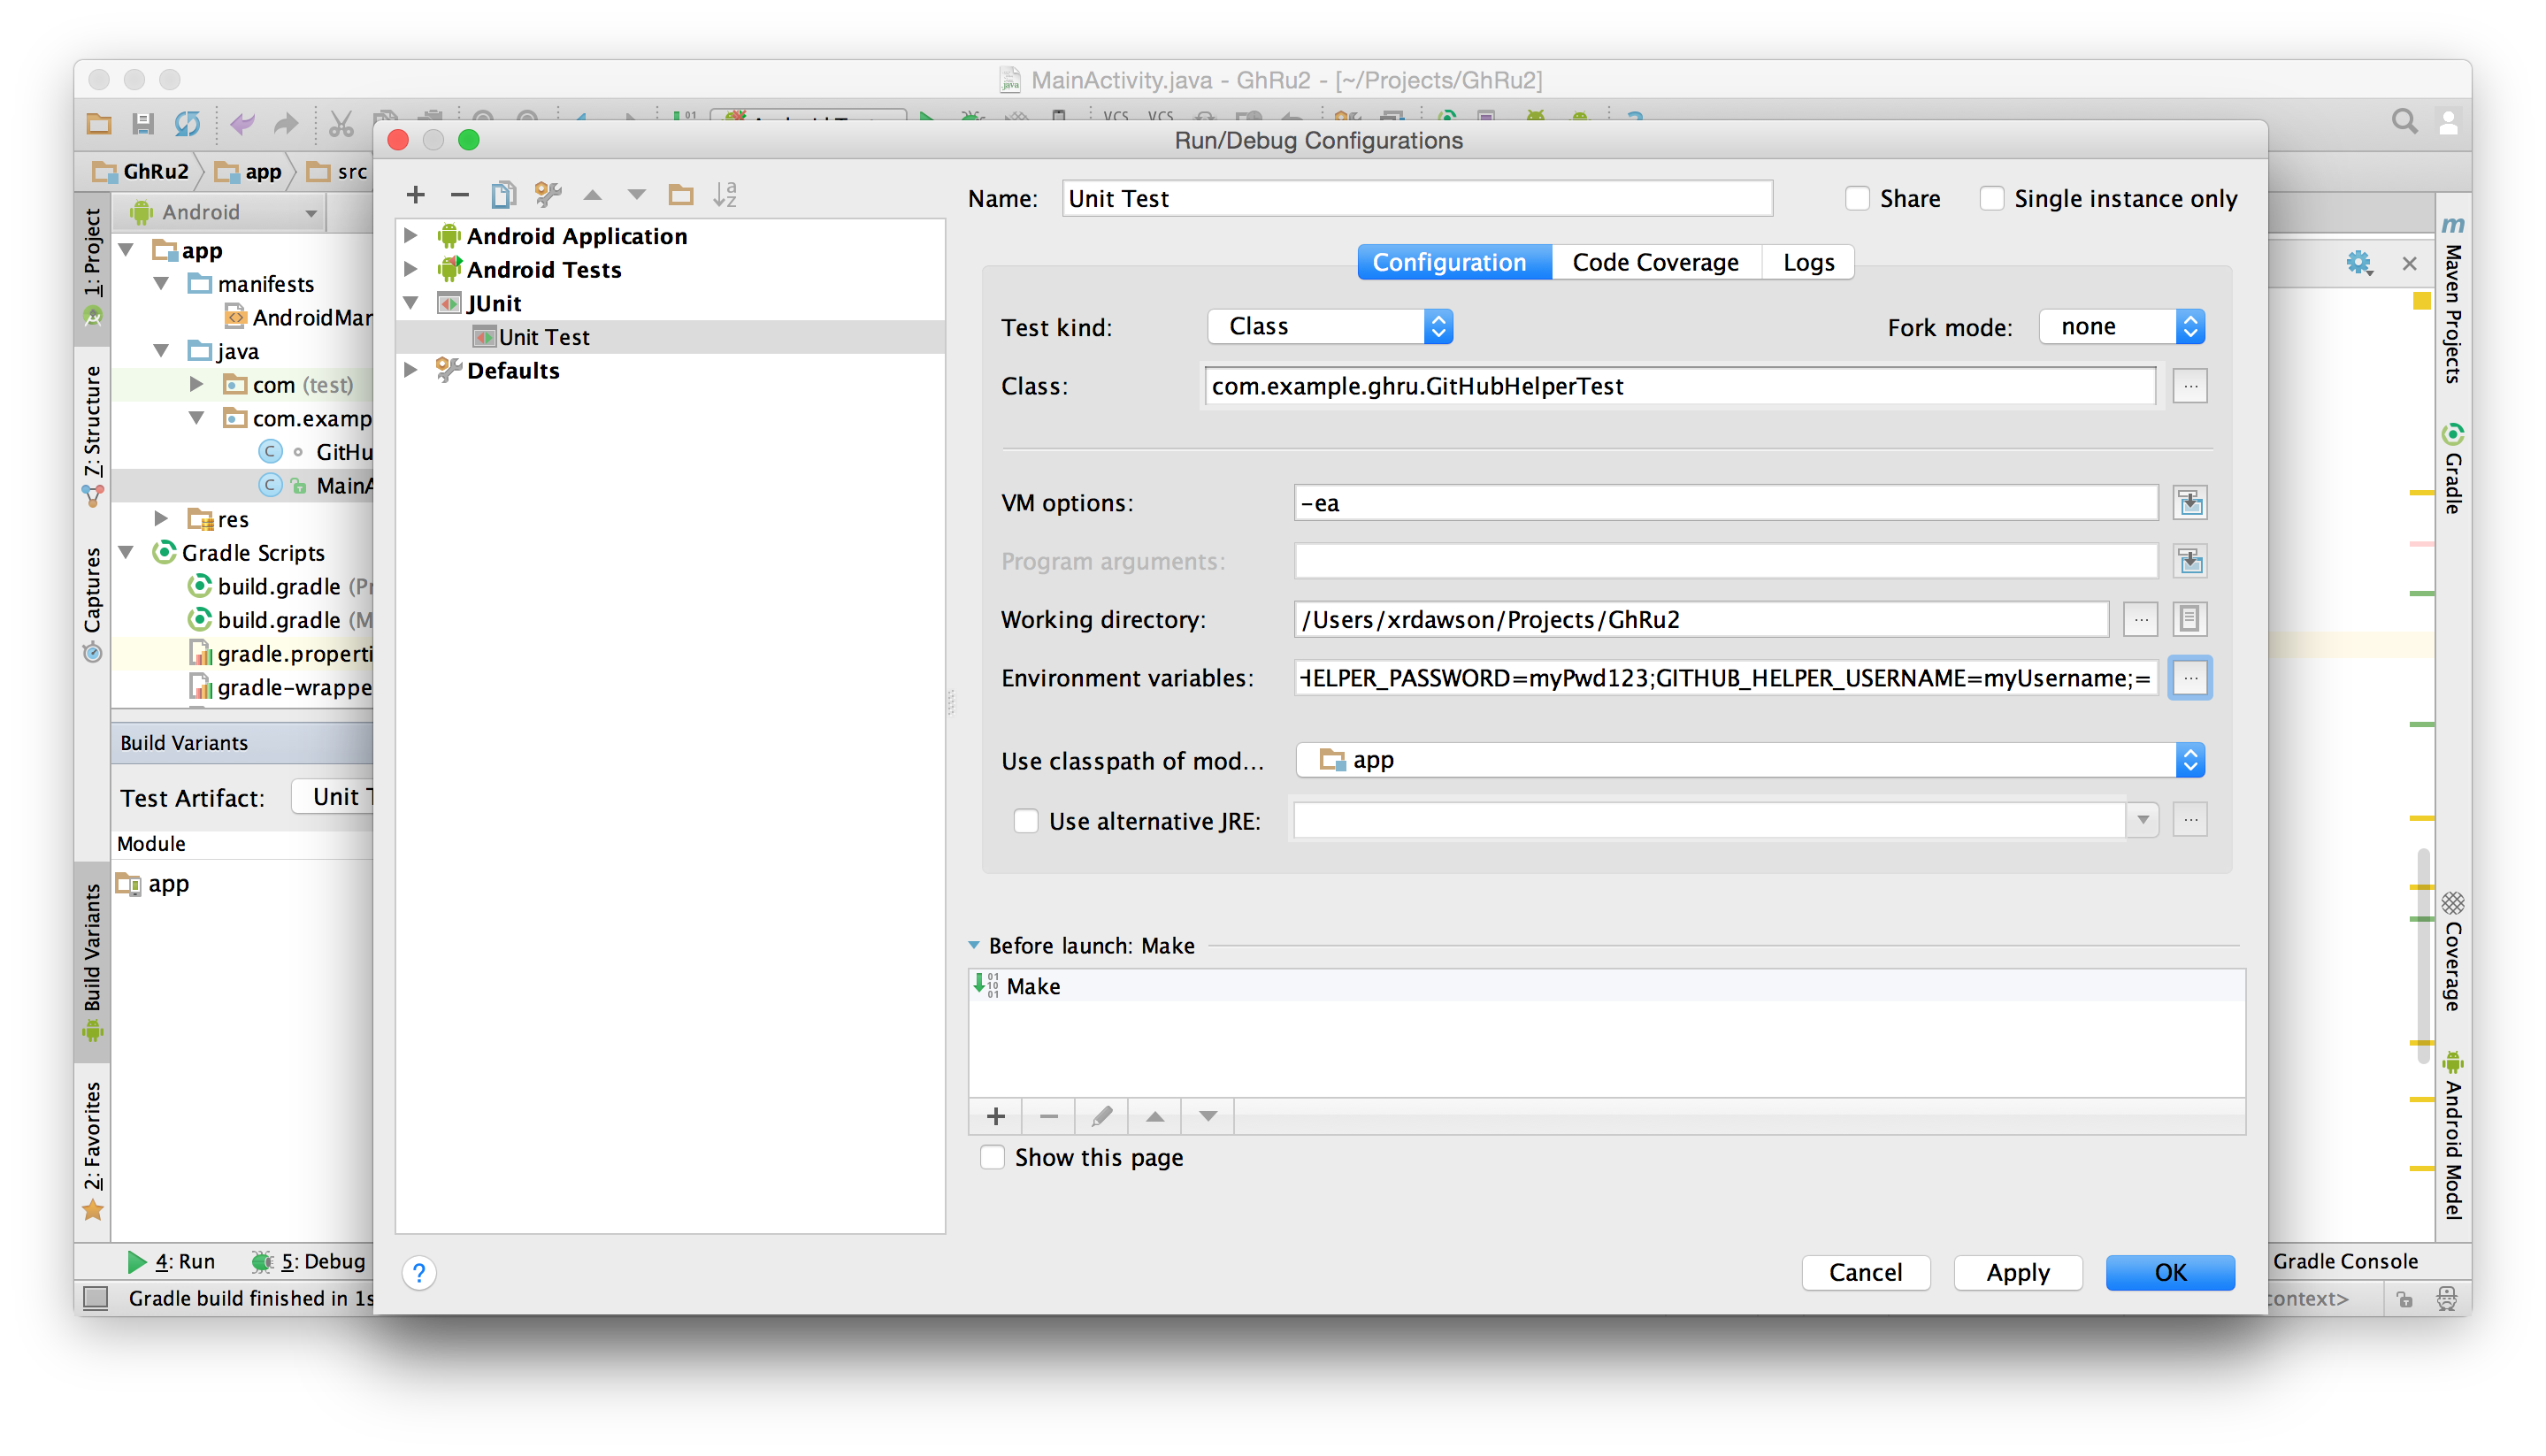 MainActivity.java - GhRu2 - [~/Projects/GhRu2]
Run/Debug Configurations
GhRu2
app
src
Android
app
manifests
AndroidMan
java
com (test)
com.examp
GitHu
MainA
res
Gradle Scripts
build.gradle (Pr
build.gradle (M
gradle.properti
gradle-wrappe
Build Variants
Test Artifact:
Unit T
Module
app
1: Project
7: Structure
Captures
Build Variants
2: Favorites
Android Application
Android Tests
JUnit
Unit Test
Defaults
Name:
Unit Test
Share
Single instance only
Configuration
Code Coverage
Logs
Test kind:
Class
Fork mode:
none
Class:
com.example.ghru.GitHubHelperTest
...
VM options:
-ea
Program arguments:
Working directory:
/Users/xrdawson/Projects/GhRu2
...
Environment variables:
HELPER_PASSWORD=myPwd123;GITHUB_HELPER_USERNAME=myUsername;=
...
Use classpath of mod...
app
Use alternative JRE:
...
Before launch: Make
Make
Show this page
?
Cancel
Apply
OK
Maven Projects
Gradle
Coverage
Android Model
4: Run
5: Debug
Gradle Console
Gradle build finished in 1s
context>